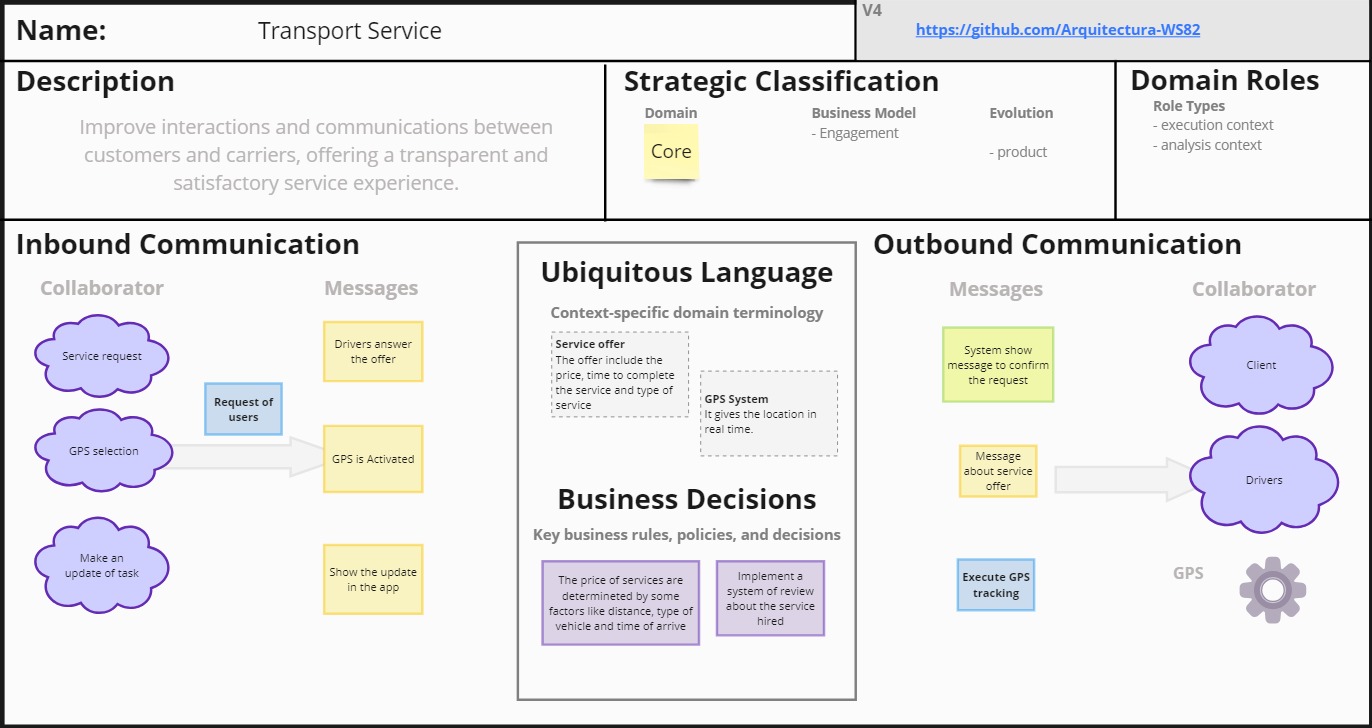 Name:
Transport Service
V4
https://github.com/Arquitectura-WS82
Description
Improve interactions and communications between
customers and carriers, offering a transparent and
satisfactory service experience.
Strategic Classification
Domain
Core
Business Model
- Engagement
Evolution
- product
Domain Roles
Role Types
- execution context
- analysis context
Inbound Communication
Collaborator
Messages
Service request
Drivers answer
the offer
Request of
users
GPS selection
GPS is Activated
Make an
update of task
Show the update
in the app
Ubiquitous Language
Context-specific domain terminology
Service offer
The offer include the
price, time to complete
the service and type of
service
GPS System
It gives the location in
real time.
Business Decisions
Key business rules, policies, and decisions
The price of services are
determineted by some
factors like distance, type of
vehicle and time of arrive
Implement a
system of review
about the service
hired
Outbound Communication
Messages
Collaborator
System show
message to confirm
the request
Client
Message
about service
offer
Drivers
Execute GPS
tracking
GPS